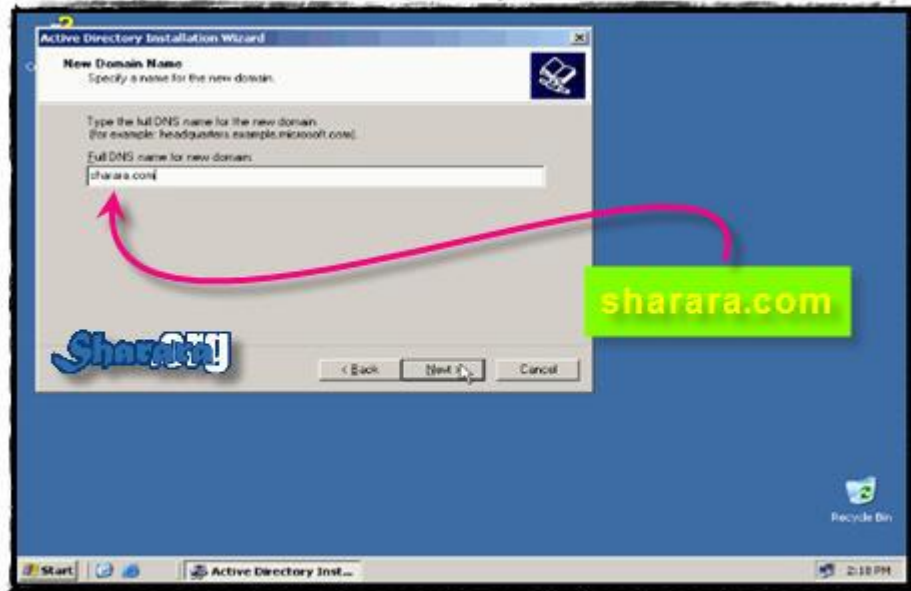 Active Directory Installation Wizard
New Domain Name
Specify a name for the new domain.
Type the full DNS name for the new domain
(for example: headquarters.example.microsoft.com).
Full DNS name for new domain:
sharara.com
sharara.com
Sharara
< Back
Next >
Cancel
Recycle Bin
Start
Active Directory Inst...
2:18 PM